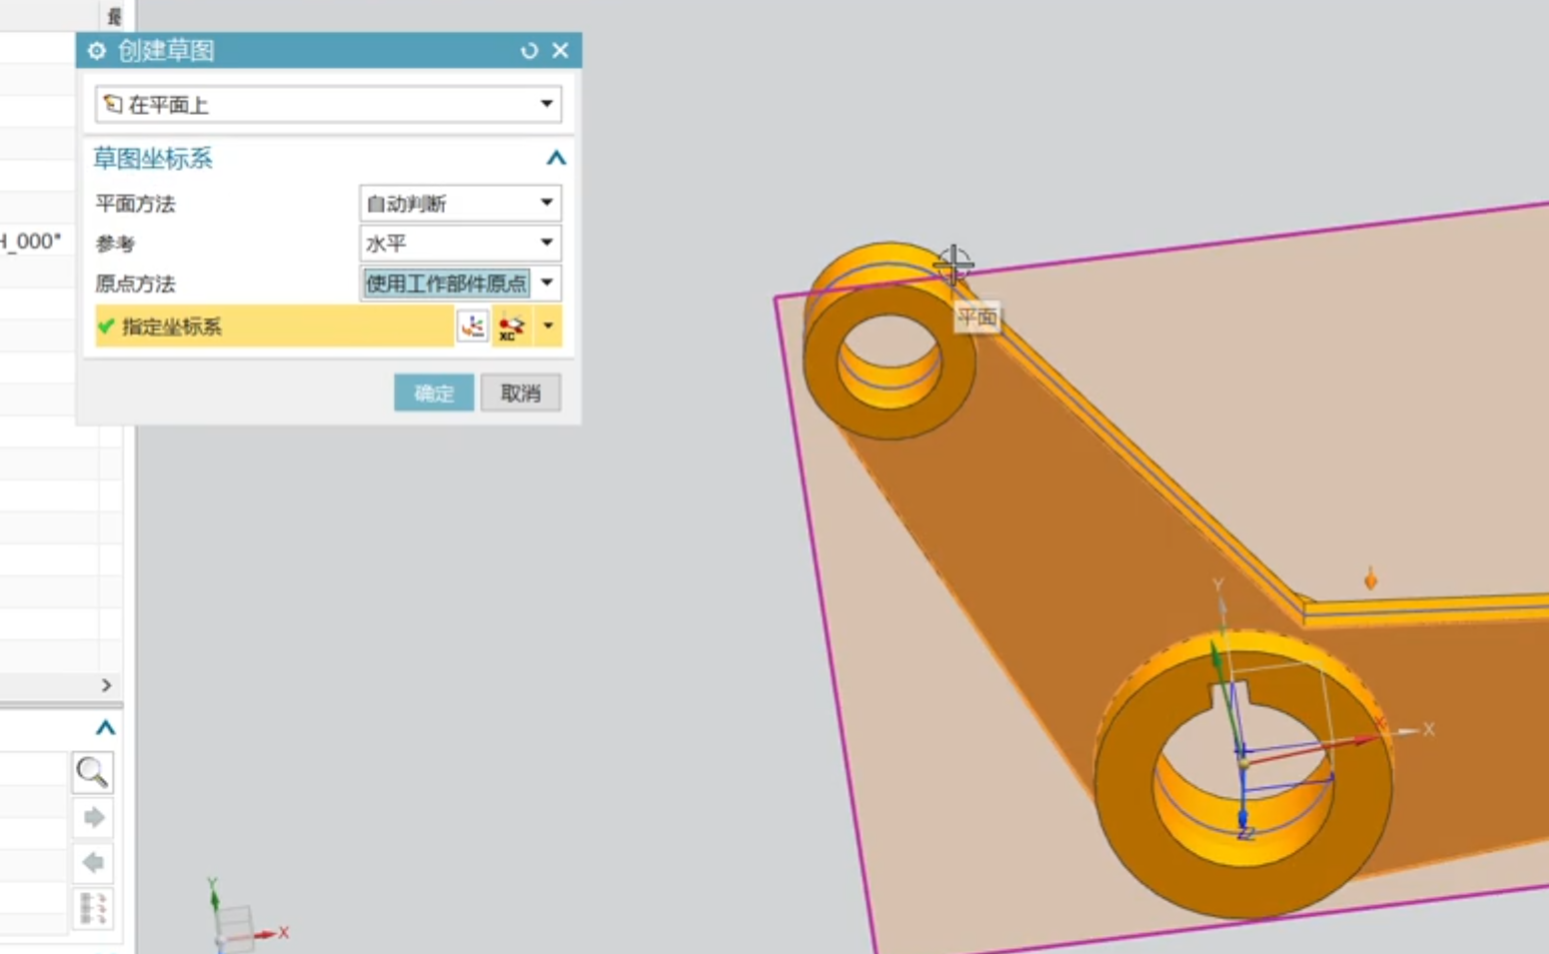 创建草图
在平面上
草图坐标系
平面方法 自动判断
参考 水平
原点方法 使用工作部件原点
指定坐标系
XC
确定 取消
H_000"
平面
Y
X
X
Y
X